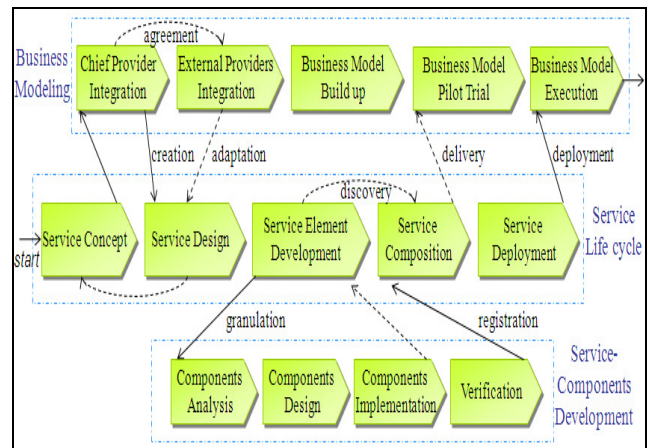 agreement
Business
Modeling
Chief Provider
Integration
External Providers
Integration
Business Model
Build up
Business Model
Pilot Trial
Business Model
Execution
creation
adaptation
delivery
deployment
discovery
start
Service Concept
Service Design
Service Element
Development
Service
Composition
Service
Deployment
Service
Life cycle
granulation
registration
Components
Analysis
Components
Design
Components
Implementation
Verification
Service-
Components
Development